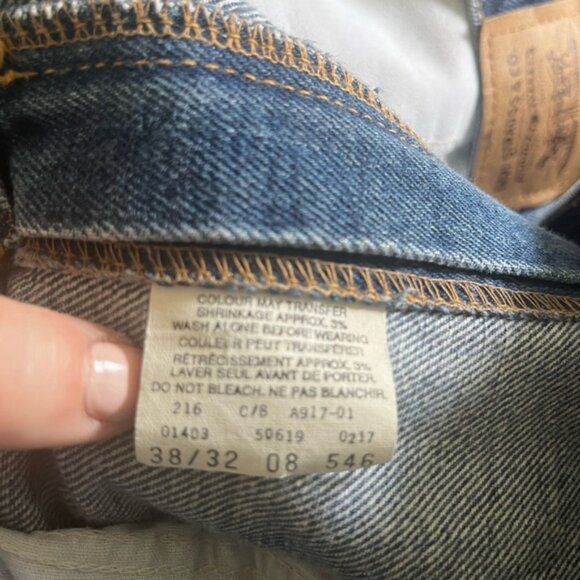 COLOUR MAY TRANSFER
SHRINKAGE APPROX. 3%
WASH ALONE BEFORE WEARING
COULEUR PEUT TRANSPÉRER
RÉTRÉCISSEMENT APPROX. 3%
LAVER SEUL AVANT DE PORTER.
DO NOT BLEACH. NE PAS BLANCHIR.
216 C/8 A917-01
01403 50619 0217
38/32 08 546